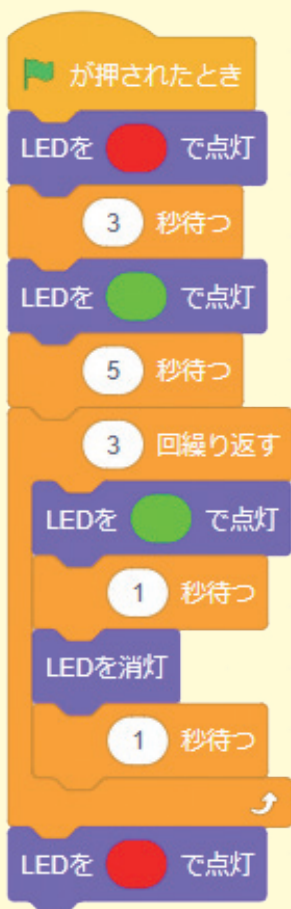 が押されたとき
LEDを で点灯
3 秒待つ
LEDを で点灯
5 秒待つ
3 回繰り返す
LEDを で点灯
1 秒待つ
LEDを消灯
1 秒待つ
LEDを で点灯